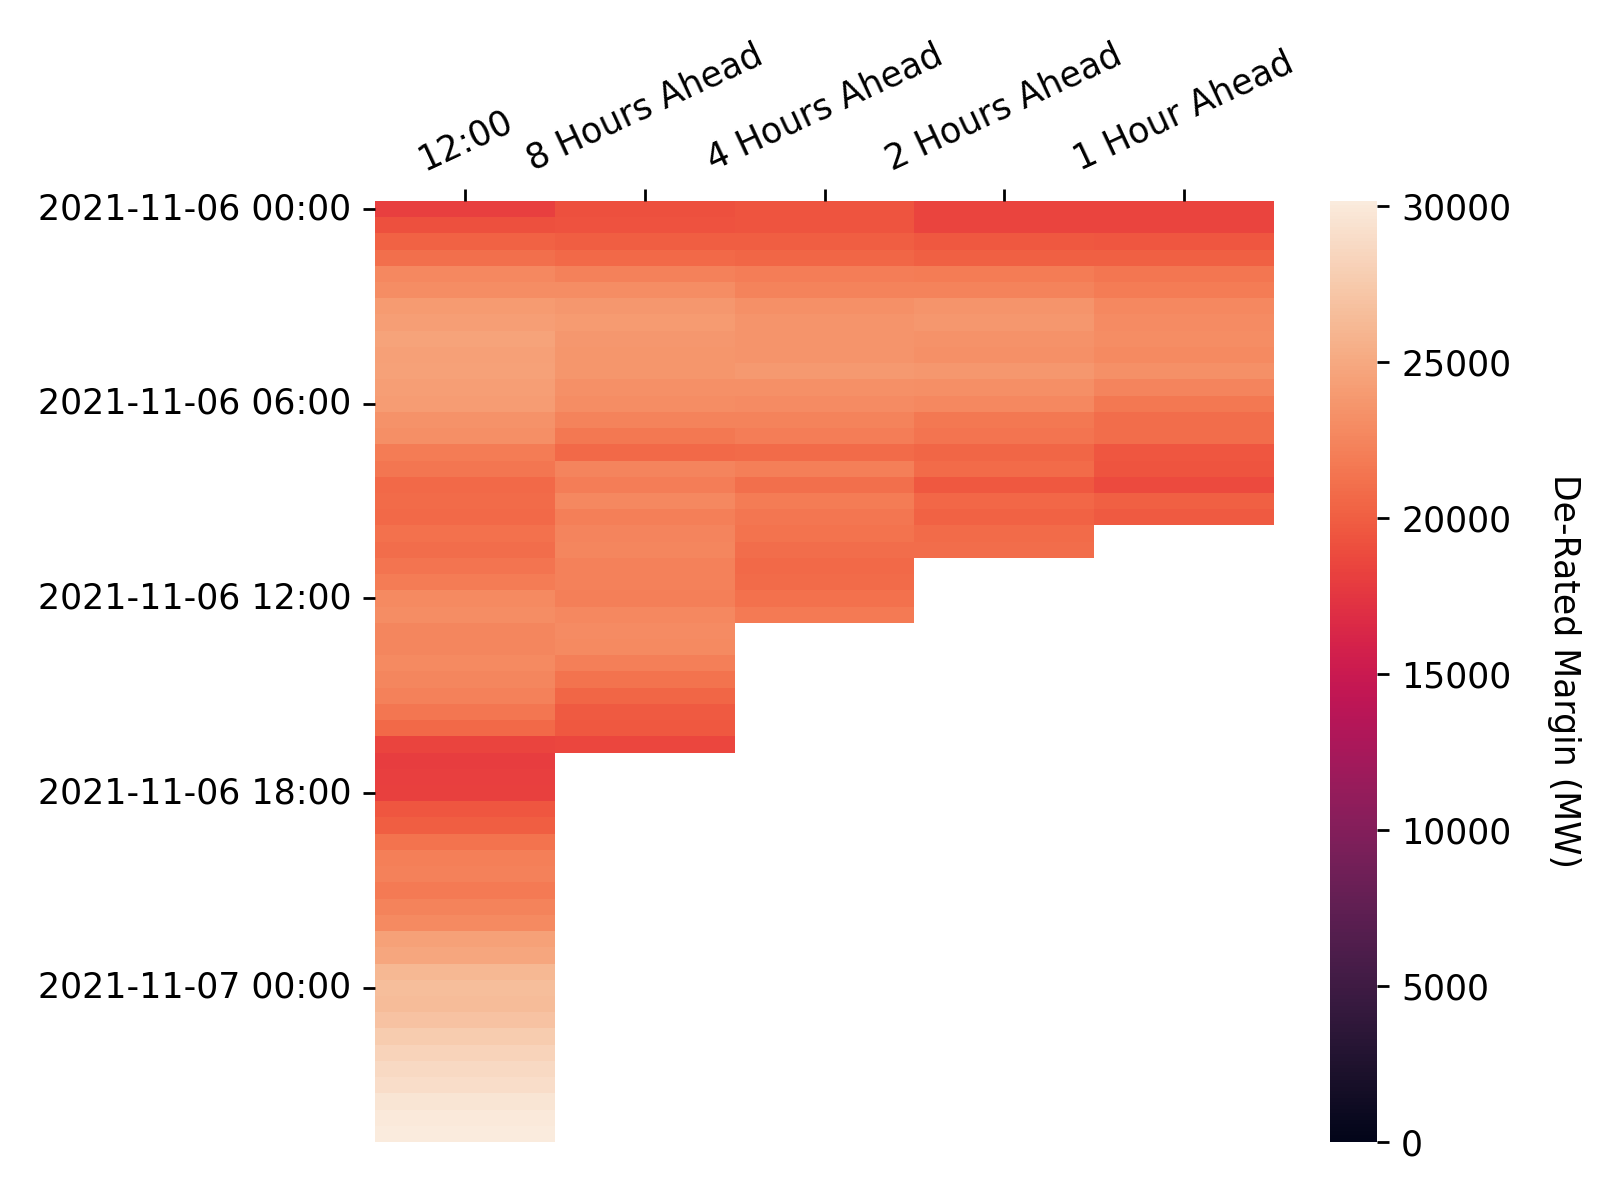 12:00
8 Hours Ahead
4 Hours Ahead
2 Hours Ahead
1 Hour Ahead
2021-11-06 00:00
2021-11-06 06:00
2021-11-06 12:00
2021-11-06 18:00
2021-11-07 00:00
30000
25000
20000
15000
10000
5000
0
De-Rated Margin (MW)